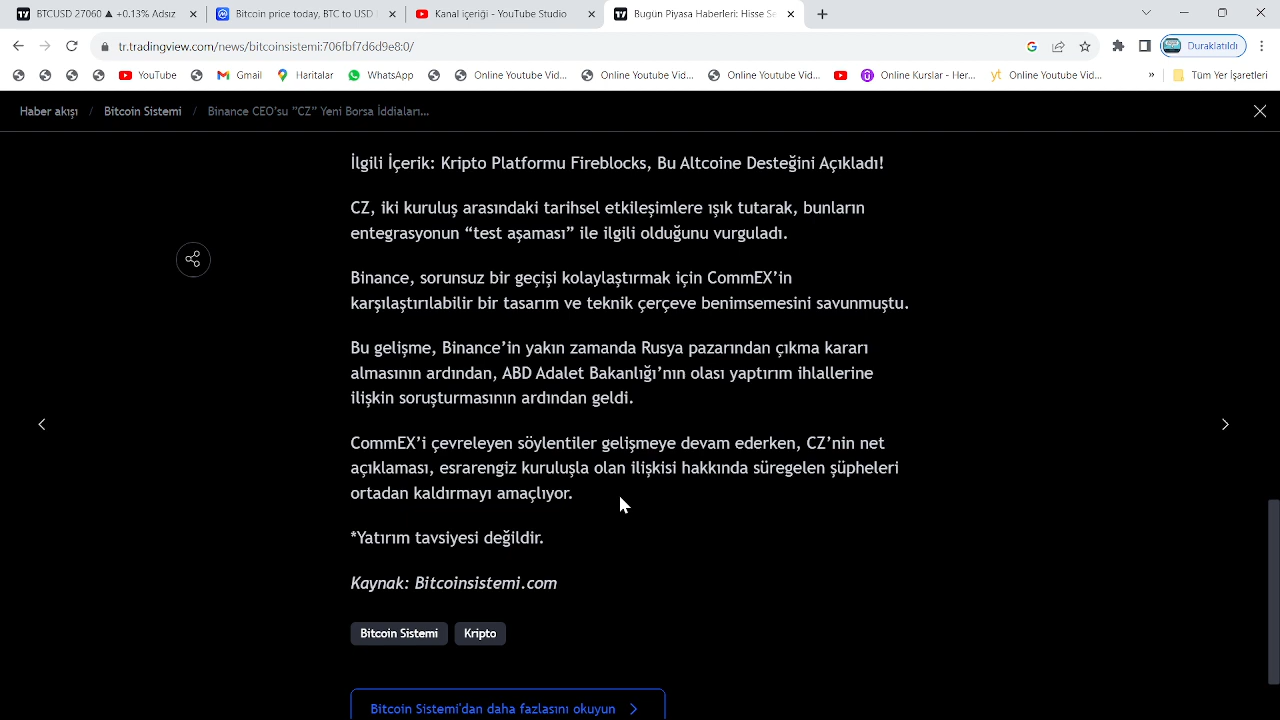 BTCUSD 27060 ▲ +0.13% Adsız
Bitcoin price today, BTC to USD
Kanal içeriği - YouTube Studio
Bugün Piyasa Haberleri: Hisse Se
tr.tradingview.com/news/bitcoinsistemi:706fbf7d6d9e8:0/
Duraklatıldı
YouTube
Gmail
Haritalar
WhatsApp
Online Youtube Vid...
Online Youtube Vid...
Online Youtube Vid...
Online Kurslar - Her...
yt Online Youtube Vid...
»
Tüm Yer İşaretleri
Haber akışı / Bitcoin Sistemi / Binance CEO'su "CZ" Yeni Borsa İddiaları...
İlgili İçerik: Kripto Platformu Fireblocks, Bu Altcoine Desteğini Açıkladı!
CZ, iki kuruluş arasındaki tarihsel etkileşimlere ışık tutarak, bunların
entegrasyonun “test aşaması” ile ilgili olduğunu vurguladı.
Binance, sorunsuz bir geçişi kolaylaştırmak için CommEX’in
karşılaştırılabilir bir tasarım ve teknik çerçeve benimsemesini savunmuştu.
Bu gelişme, Binance’in yakın zamanda Rusya pazarından çıkma kararı
almasının ardından, ABD Adalet Bakanlığı’nın olası yaptırım ihlallerine
ilişkin soruşturmasının ardından geldi.
CommEX’i çevreleyen söylentiler gelişmeye devam ederken, CZ’nin net
açıklaması, esrarengiz kuruluşla olan ilişkisi hakkında süregelen şüpheleri
ortadan kaldırmayı amaçlıyor.
*Yatırım tavsiyesi değildir.
Kaynak: Bitcoinsistemi.com
Bitcoin Sistemi
Kripto
Bitcoin Sistemi'dan daha fazlasını okuyun